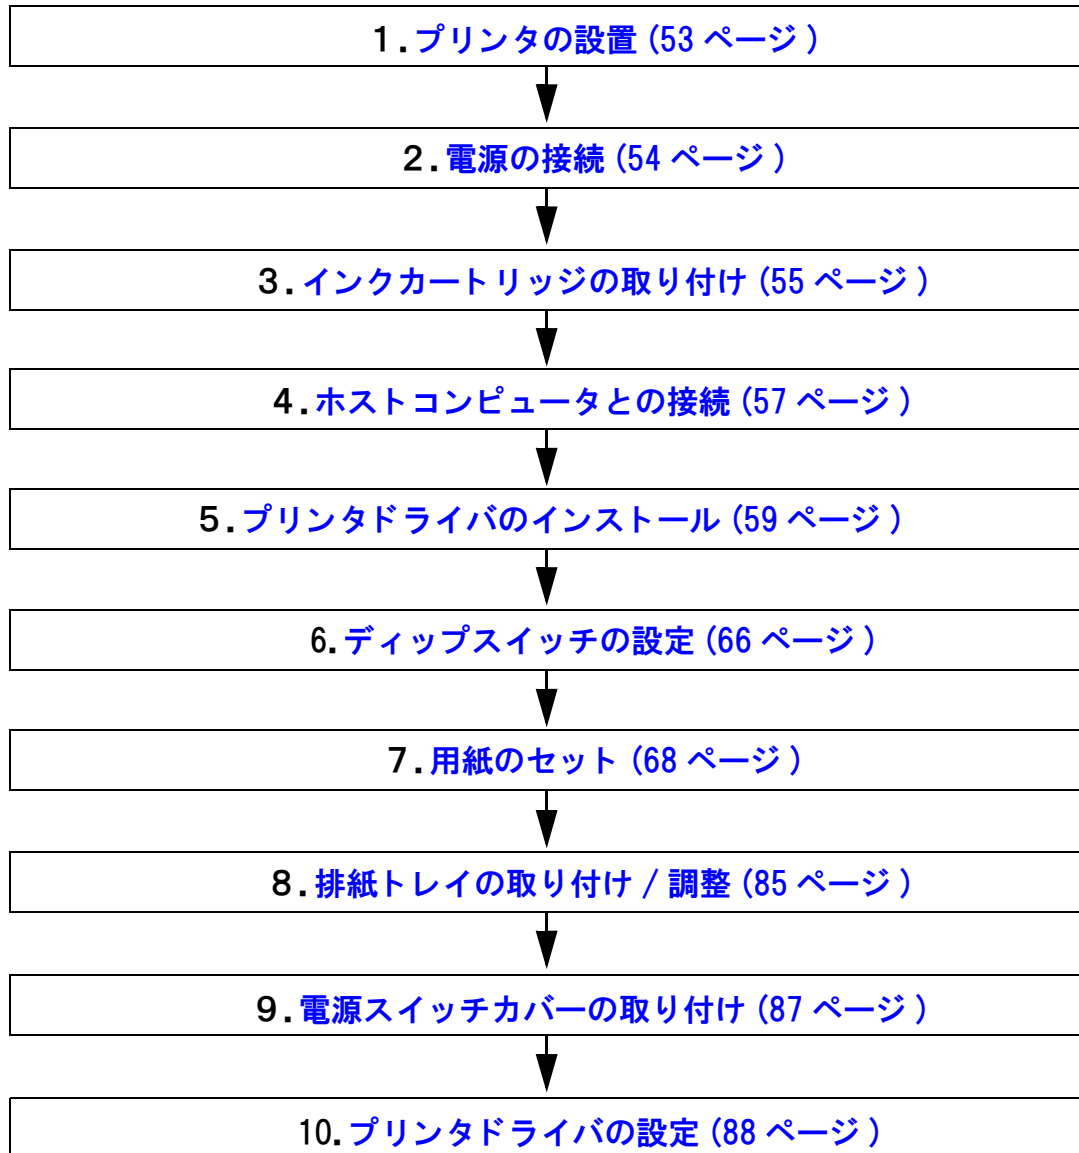 １.プリンタの設置 (53 ページ )
２.電源の接続 (54 ページ )
３.インクカートリッジの取り付け (55 ページ )
４.ホストコンピュータとの接続 (57 ページ )
５.プリンタドライバのインストール (59 ページ )
6.ディップスイッチの設定 (66 ページ )
７.用紙のセット (68 ページ )
８.排紙トレイの取り付け / 調整 (85 ページ )
９.電源スイッチカバーの取り付け (87 ページ )
10.プリンタドライバの設定 (88 ページ )